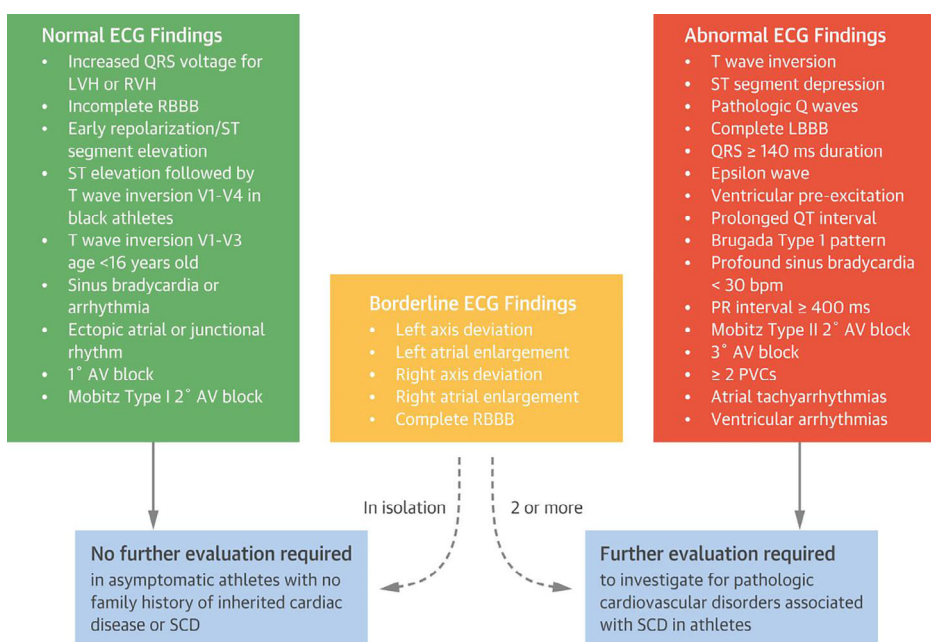 Normal ECG Findings
• Increased QRS voltage for
LVH or RVH
• Incomplete RBBB
• Early repolarization/ST
segment elevation
• ST elevation followed by
T wave inversion V1-V4 in
black athletes
• T wave inversion V1-V3
age <16 years old
• Sinus bradycardia or
arrhythmia
• Ectopic atrial or junctional
rhythm
• 1° AV block
• Mobitz Type I 2° AV block
Borderline ECG Findings
• Left axis deviation
• Left atrial enlargement
• Right axis deviation
• Right atrial enlargement
• Complete RBBB
Abnormal ECG Findings
• T wave inversion
• ST segment depression
• Pathologic Q waves
• Complete LBBB
• QRS ≥ 140 ms duration
• Epsilon wave
• Ventricular pre-excitation
• Prolonged QT interval
• Brugada Type 1 pattern
• Profound sinus bradycardia
< 30 bpm
• PR interval ≥ 400 ms
• Mobitz Type II 2° AV block
• 3° AV block
• ≥ 2 PVCs
• Atrial tachyarrhythmias
• Ventricular arrhythmias
In isolation
2 or more
No further evaluation required
in asymptomatic athletes with no
family history of inherited cardiac
disease or SCD
Further evaluation required
to investigate for pathologic
cardiovascular disorders associated
with SCD in athletes